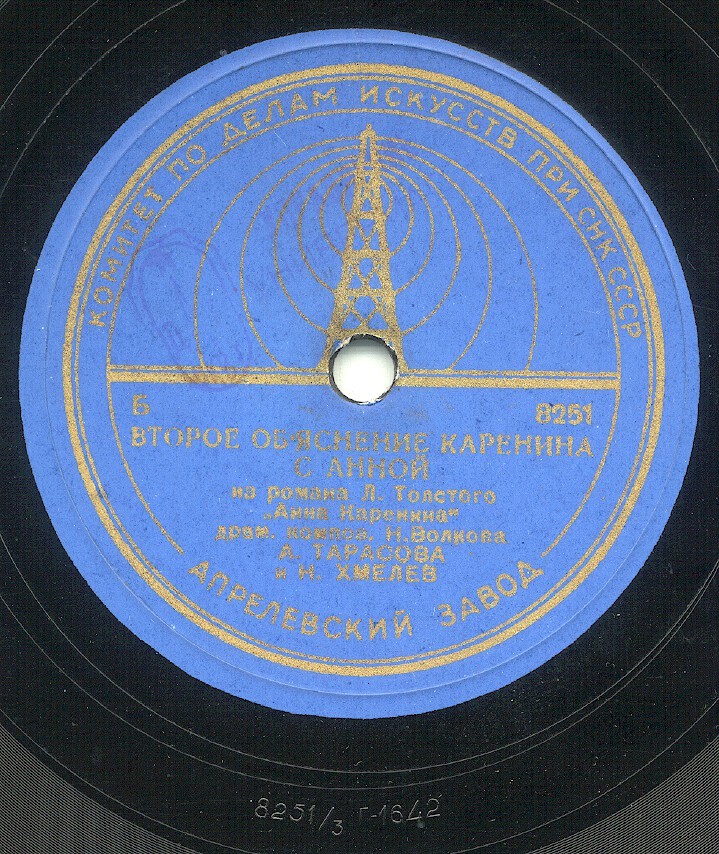 КОМИТЕТ ПО ДЕЛАМ ИСКУССТВ ПРИ СНК СССР
Б 8251
ВТОРОЕ ОБЯСНЕНИЕ КАРЕНИНА
С АННОЙ
из романа Л. Толстого
„Анна Каренина“
драм. композ. Н. Волкова
А. ТАРАСОВА
и Н. ХМЕЛЕВ
АПРЕЛЕВСКИЙ ЗАВОД
8251/3 Г-1642